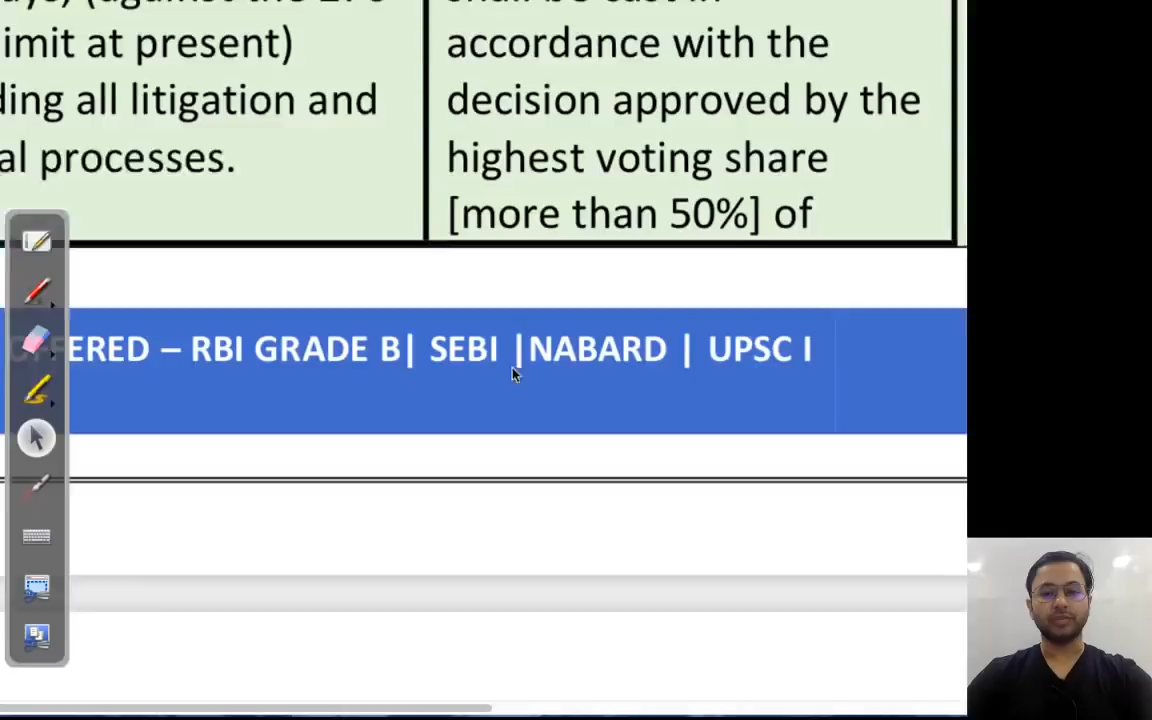 imit at present)
ding all litigation and
al processes.
accordance with the
decision approved by the
highest voting share
[more than 50%] of
ERED – RBI GRADE B| SEBI |NABARD | UPSC I